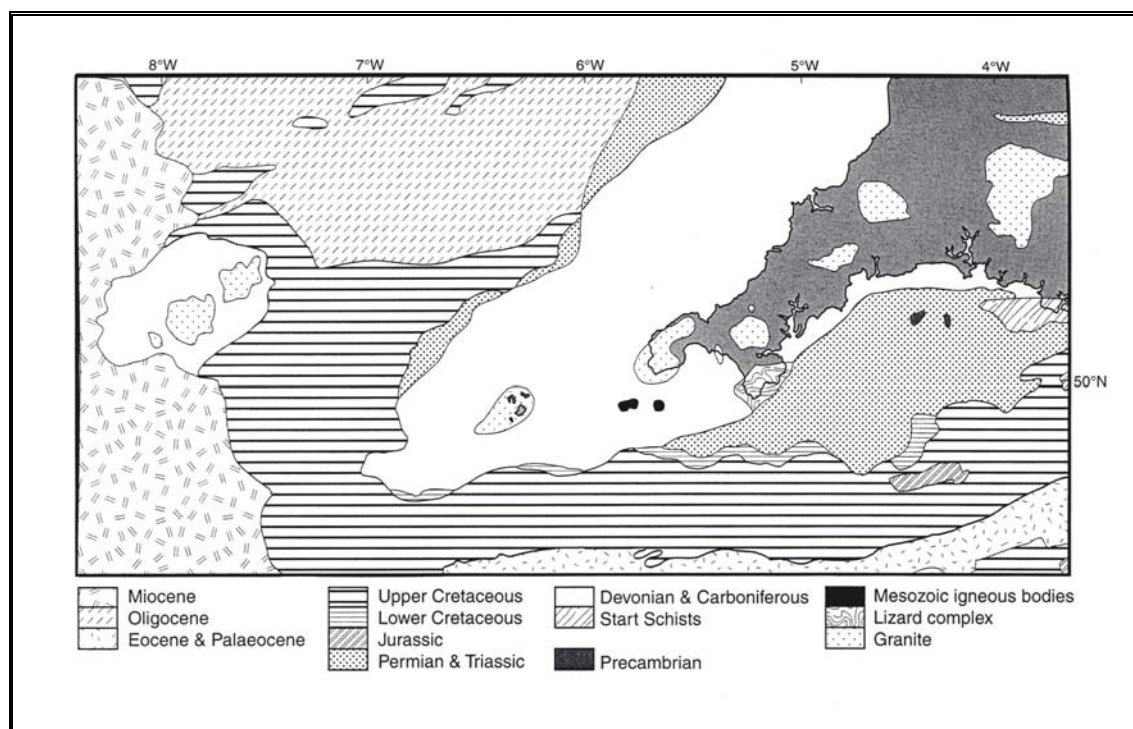 8°W 7°W 6°W 5°W 4°W
50°N
Miocene
Oligocene
Eocene & Palaeocene
Upper Cretaceous
Lower Cretaceous
Jurassic
Permian & Triassic
Devonian & Carboniferous
Start Schists
Precambrian
Mesozoic igneous bodies
Lizard complex
Granite